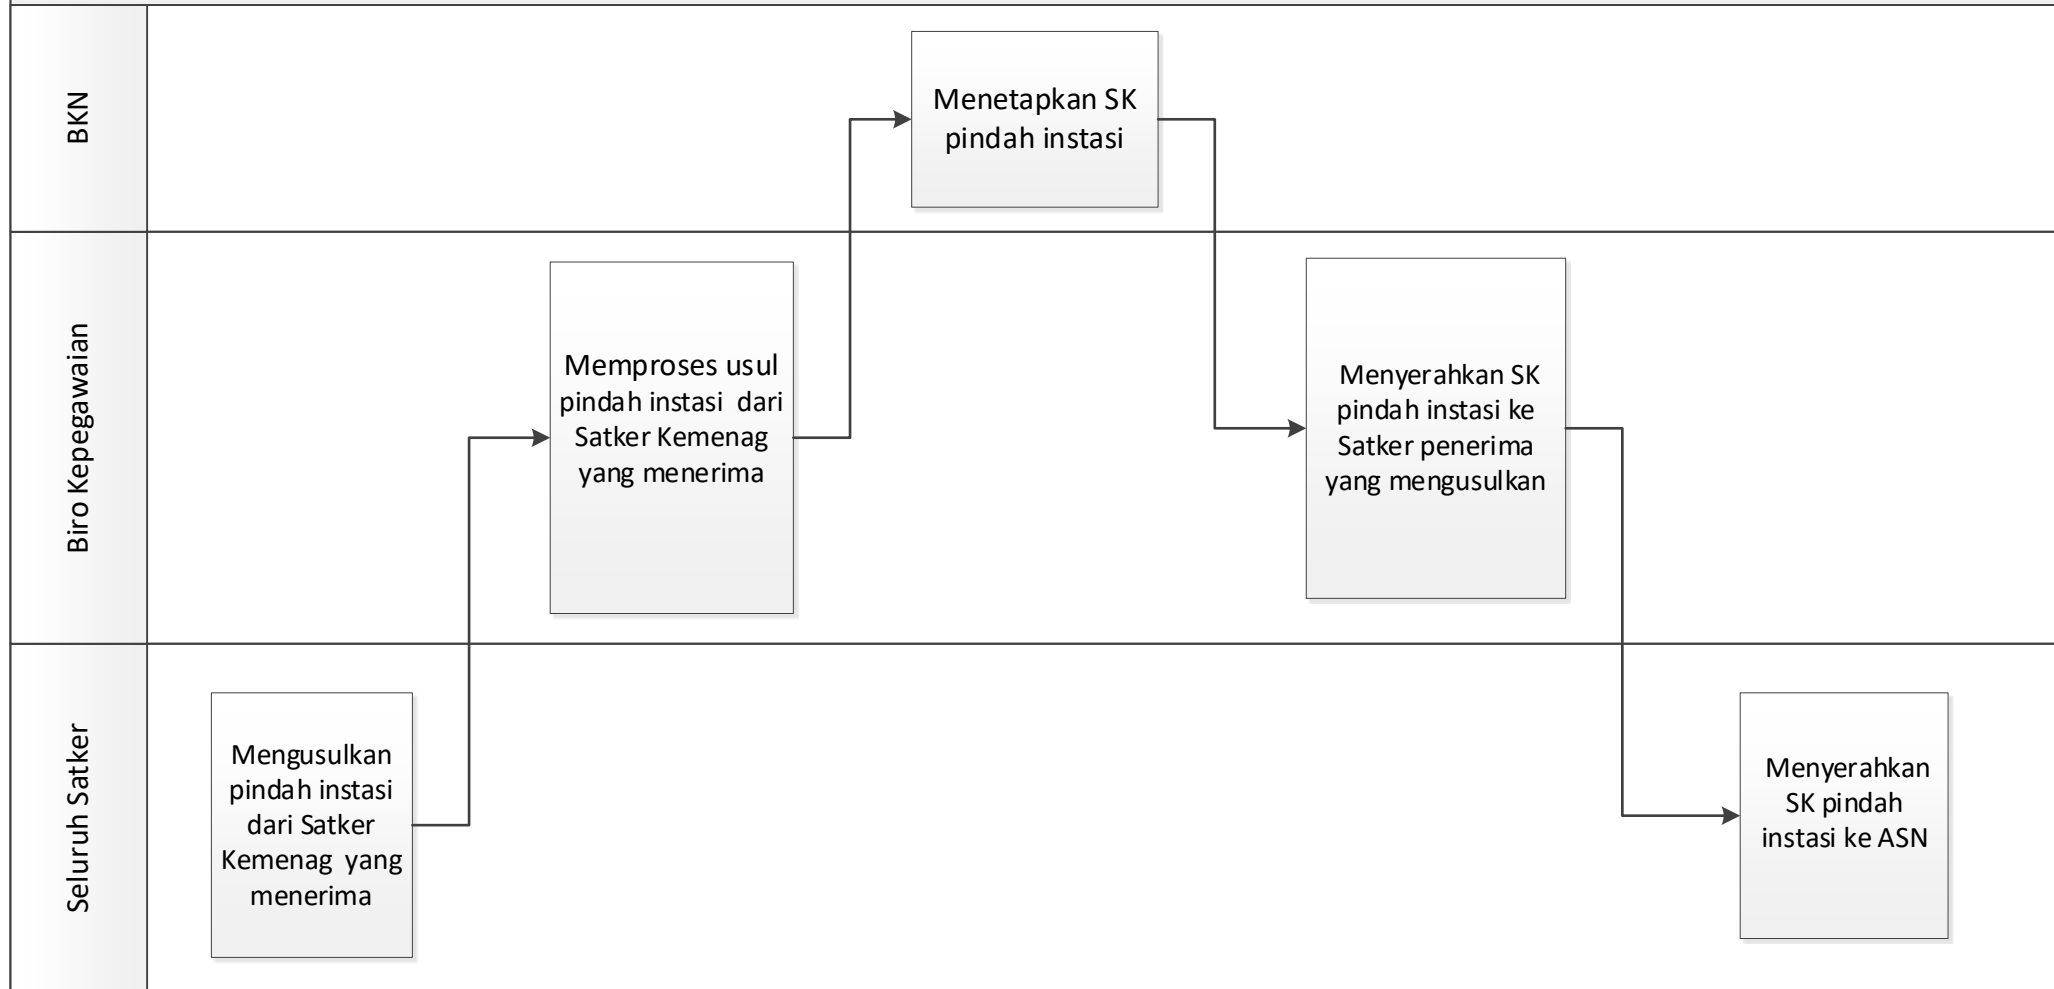 BKN
Menetapkan SK
pindah instasi
Biro Kepegawaian
Memproses usul
pindah instasi dari
Satker Kemenag
yang menerima
Menyerahkan SK
pindah instasi ke
Satker penerima
yang mengusulkan
Seluruh Satker
Mengusulkan
pindah instasi
dari Satker
Kemenag yang
menerima
Menyerahkan
SK pindah
instasi ke ASN